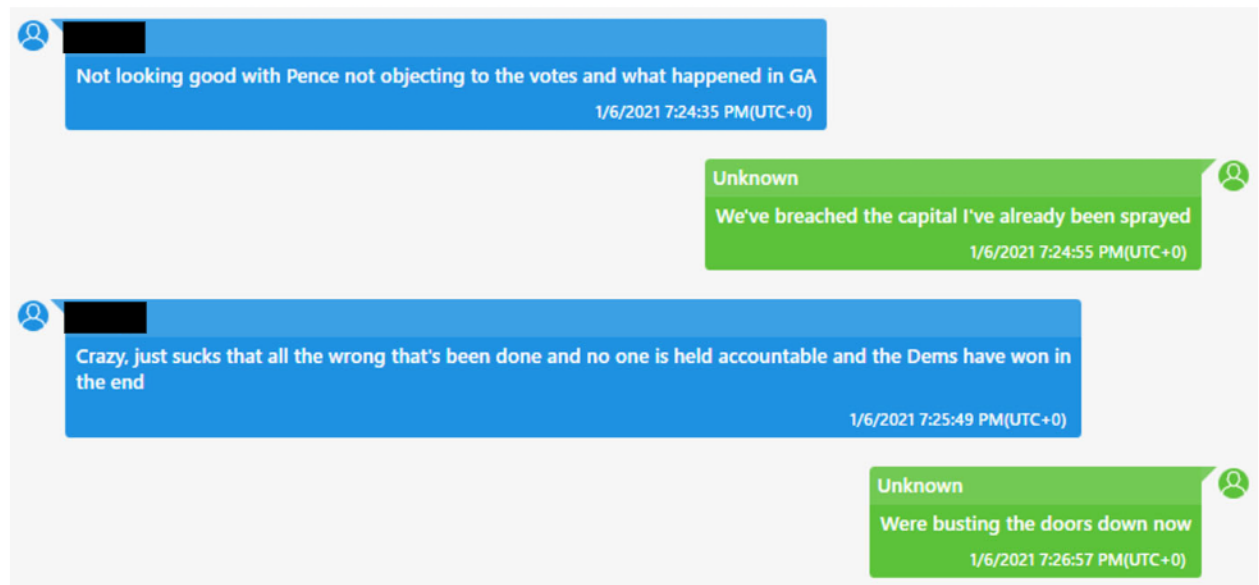 Not looking good with Pence not objecting to the votes and what happened in GA
1/6/2021 7:24:35 PM(UTC+0)
Unknown
We've breached the capital I've already been sprayed
1/6/2021 7:24:55 PM(UTC+0)
Crazy, just sucks that all the wrong that's been done and no one is held accountable and the Dems have won in
the end
1/6/2021 7:25:49 PM(UTC+0)
Unknown
Were busting the doors down now
1/6/2021 7:26:57 PM(UTC+0)